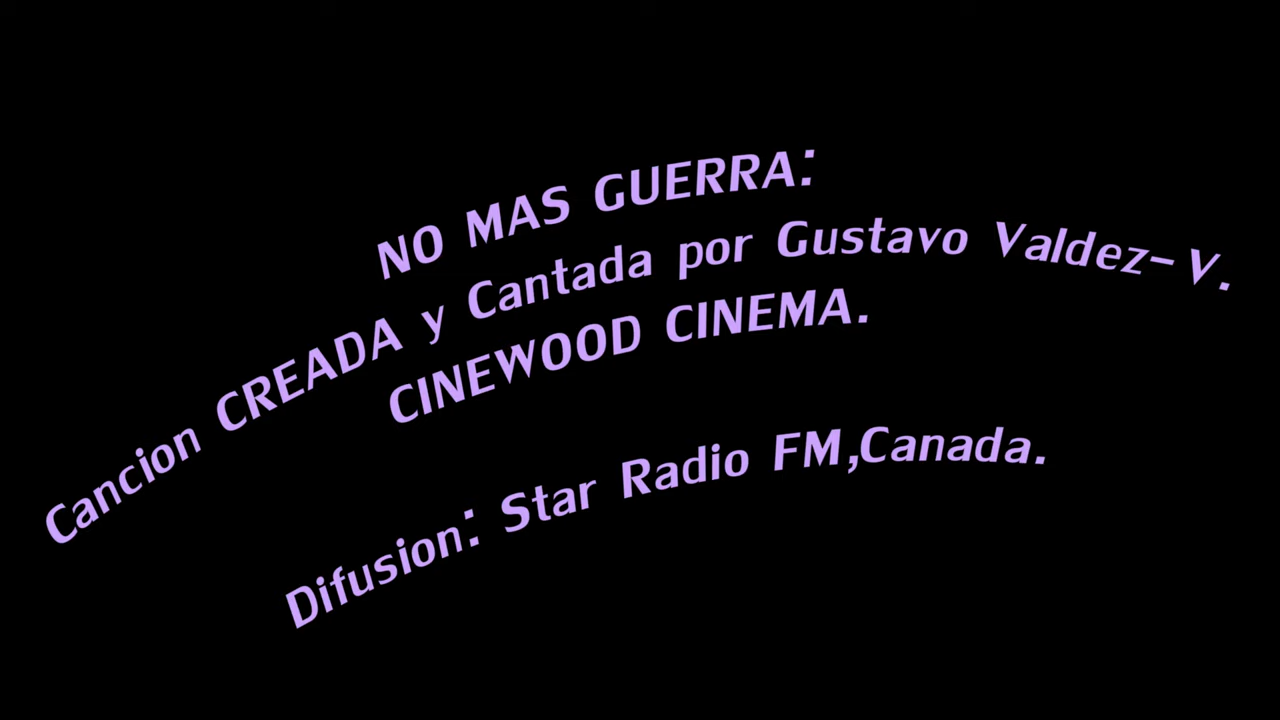 NO MAS GUERRA:
Cancion CREADA y Cantada por Gustavo Valdez-V.
CINEWOOD CINEMA.
Difusion: Star Radio FM,Canada.